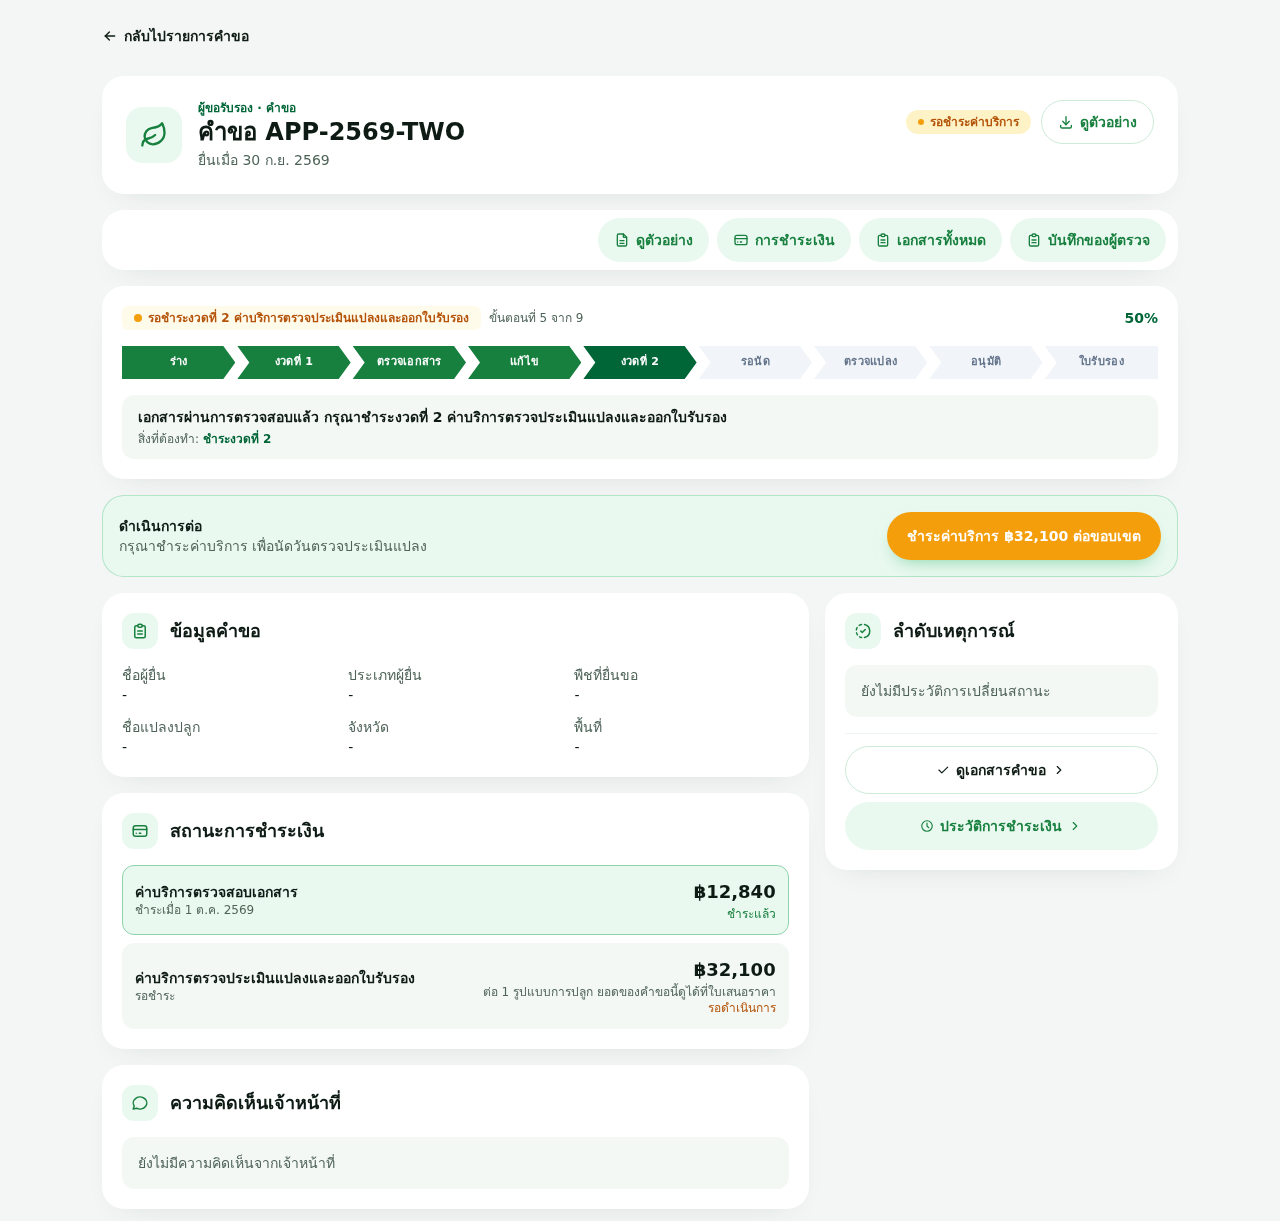 กลับไปรายการคำขอ
ผู้ขอรับรอง · คำขอ
คำขอ APP-2569-TWO
ยื่นเมื่อ 30 ก.ย. 2569
รอชำระค่าบริการ
ดูตัวอย่าง
ดูตัวอย่าง
การชำระเงิน
เอกสารทั้งหมด
บันทึกของผู้ตรวจ
รอชำระงวดที่ 2 ค่าบริการตรวจประเมินแปลงและออกใบรับรอง
ขั้นตอนที่ 5 จาก 9
50%
ร่าง
งวดที่ 1
ตรวจเอกสาร
แก้ไข
งวดที่ 2
รอนัด
ตรวจแปลง
อนุมัติ
ใบรับรอง
เอกสารผ่านการตรวจสอบแล้ว กรุณาชำระงวดที่ 2 ค่าบริการตรวจประเมินแปลงและออกใบรับรอง
สิ่งที่ต้องทำ: ชำระงวดที่ 2
ดำเนินการต่อ
กรุณาชำระค่าบริการ เพื่อนัดวันตรวจประเมินแปลง
ชำระค่าบริการ ฿32,100 ต่อขอบเขต
ข้อมูลคำขอ
ชื่อผู้ยื่น
-
ประเภทผู้ยื่น
-
พืชที่ยื่นขอ
-
ชื่อแปลงปลูก
-
จังหวัด
-
พื้นที่
-
สถานะการชำระเงิน
ค่าบริการตรวจสอบเอกสาร
ชำระเมื่อ 1 ต.ค. 2569
฿12,840
ชำระแล้ว
ค่าบริการตรวจประเมินแปลงและออกใบรับรอง
รอชำระ
฿32,100
ต่อ 1 รูปแบบการปลูก ยอดของคำขอนี้ดูได้ที่ใบเสนอราคา
รอดำเนินการ
ความคิดเห็นเจ้าหน้าที่
ยังไม่มีความคิดเห็นจากเจ้าหน้าที่
ลำดับเหตุการณ์
ยังไม่มีประวัติการเปลี่ยนสถานะ
ดูเอกสารคำขอ
ประวัติการชำระเงิน